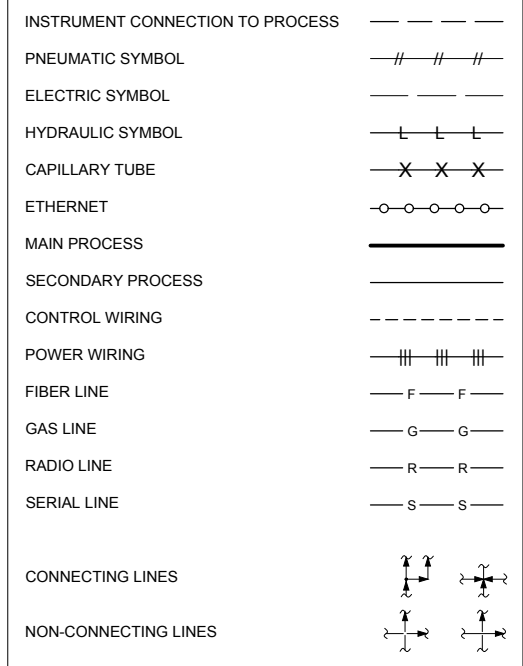 INSTRUMENT CONNECTION TO PROCESS
PNEUMATIC SYMBOL
ELECTRIC SYMBOL
HYDRAULIC SYMBOL L L L
CAPILLARY TUBE X X X
ETHERNET
MAIN PROCESS
SECONDARY PROCESS
CONTROL WIRING
POWER WIRING
FIBER LINE F F
GAS LINE G G
RADIO LINE R R
SERIAL LINE S S
CONNECTING LINES
NON-CONNECTING LINES